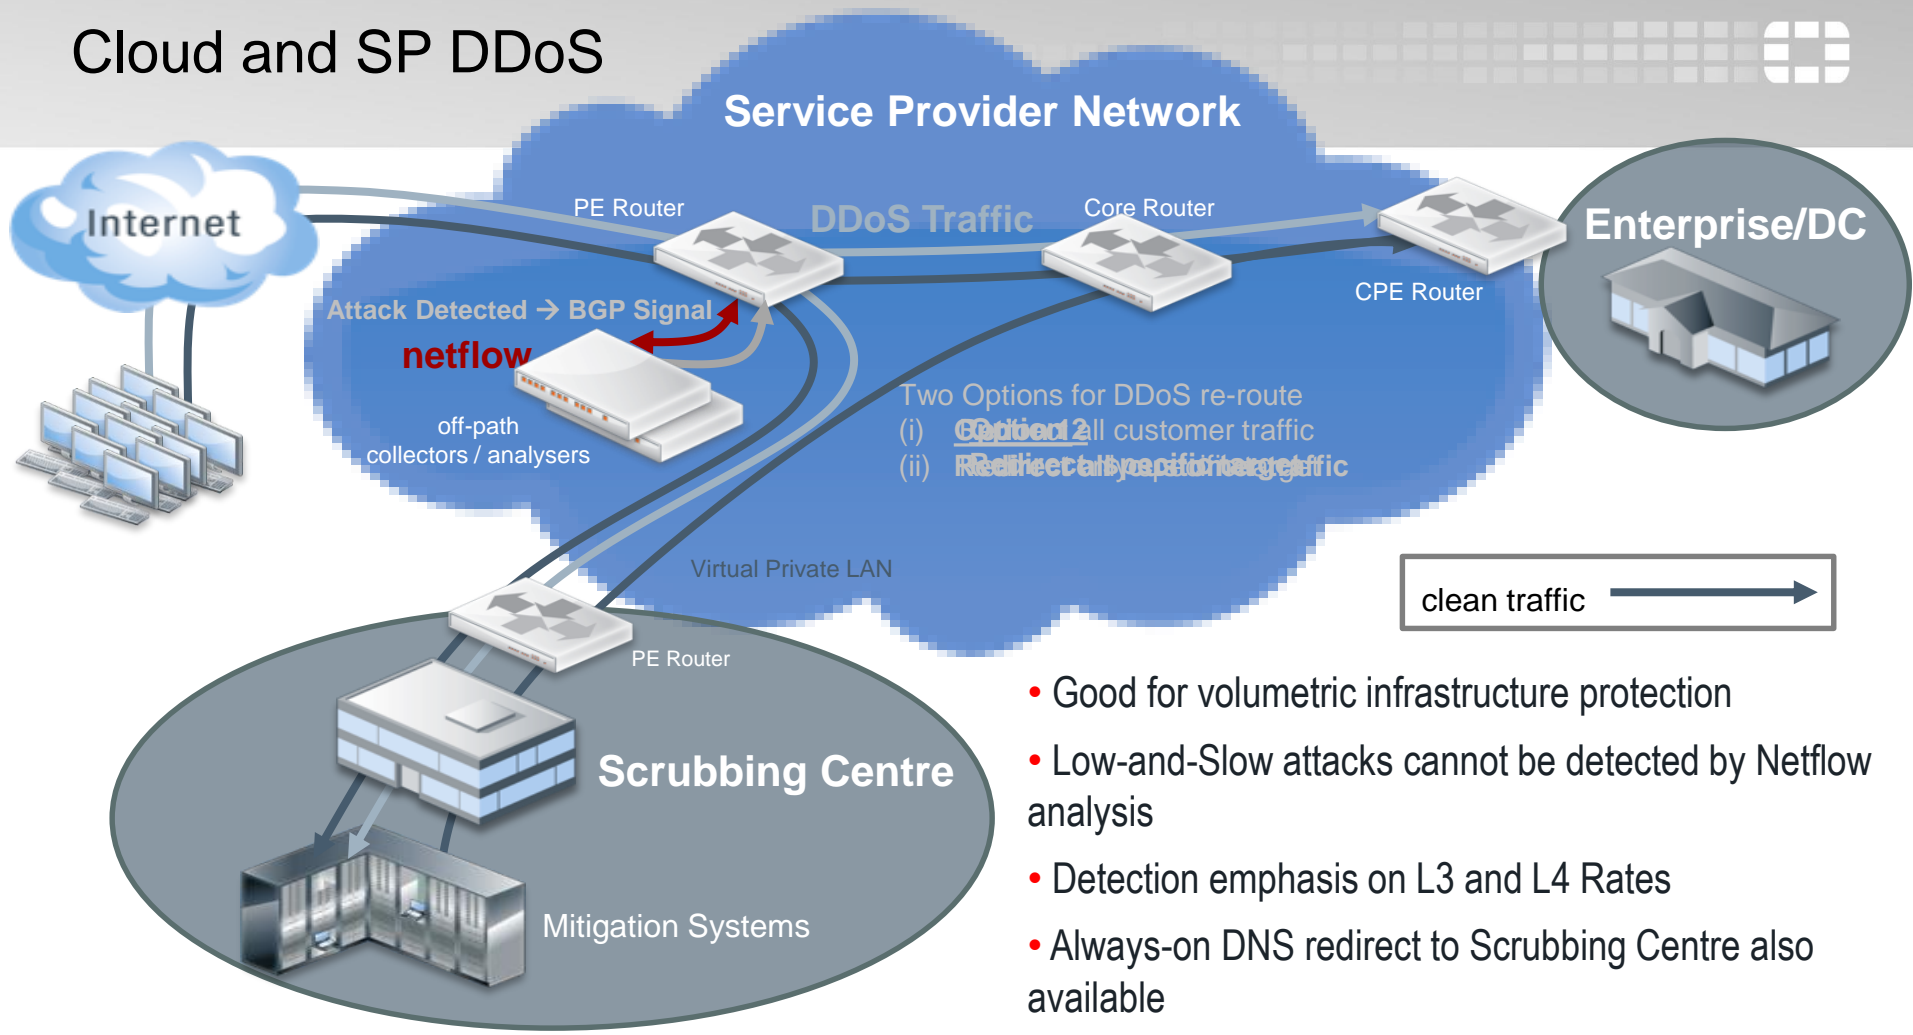 Cloud and SP DDoS
Service Provider Network
Internet
PE Router
DDoS Traffic
Core Router
Enterprise/DC
CPE Router
Attack Detected → BGP Signal
netflow
off-path
collectors / analysers
Two Options for DDoS re-route
(i) all customer traffic
(ii)
Virtual Private LAN
clean traffic
PE Router
Scrubbing Centre
Mitigation Systems
• Good for volumetric infrastructure protection
• Low-and-Slow attacks cannot be detected by Netflow
analysis
• Detection emphasis on L3 and L4 Rates
• Always-on DNS redirect to Scrubbing Centre also
available